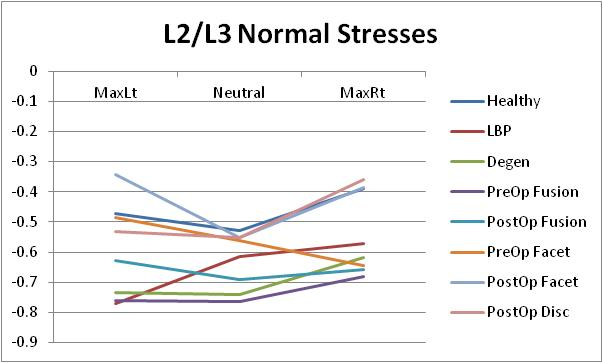 L2/L3 Normal Stresses
0
MaxLt Neutral MaxRt
-0.1
-0.2
-0.3
-0.4
-0.5
-0.6
-0.7
-0.8
-0.9
Healthy
LBP
Degen
PreOp Fusion
PostOp Fusion
PreOp Facet
PostOp Facet
PostOp Disc